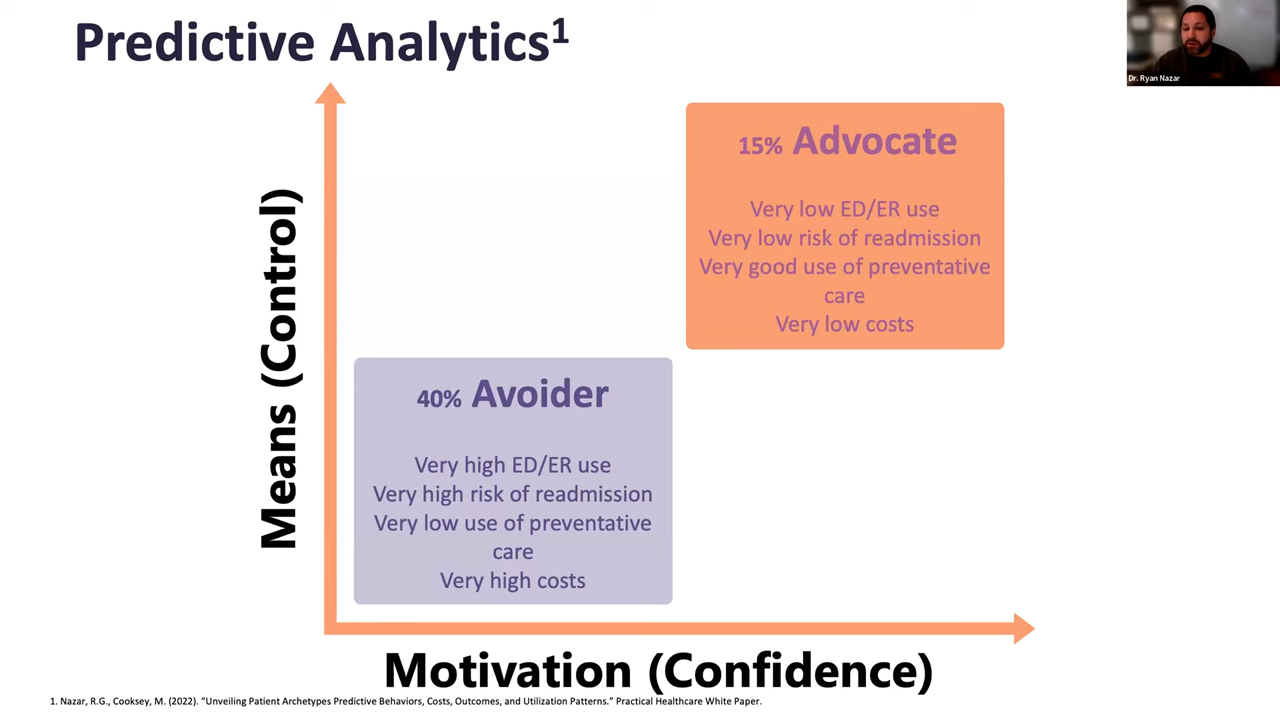 Predictive Analytics1
Dr. Ryan Nazar
15% Advocate
Very low ED/ER use
Very low risk of readmission
Very good use of preventative
care
Very low costs
Means (Control)
40% Avoider
Very high ED/ER use
Very high risk of readmission
Very low use of preventative
care
Very high costs
Motivation (Confidence)
1. Nazar, R.G., Cooksey, M. (2022). “Unveiling Patient Archetypes Predictive Behaviors, Costs, Outcomes, and Utilization Patterns.” Practical Healthcare White Paper.